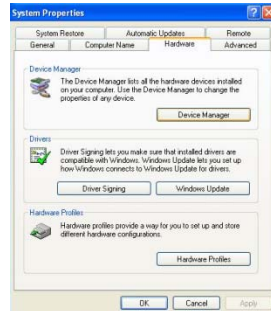 System Properties
System Restore Automatic Updates Remote
General Computer Name Hardware Advanced
Device Manager
The Device Manager lists all the hardware devices installed
on your computer. Use the Device Manager to change the
properties of any device.
Device Manager
Drivers
Driver Signing lets you make sure that installed drivers are
compatible with Windows. Windows Update lets you set up
how Windows connects to Windows Update for drivers.
Driver Signing Windows Update
Hardware Profiles
Hardware profiles provide a way for you to set up and store
different hardware configurations.
Hardware Profiles
OK Cancel Apply